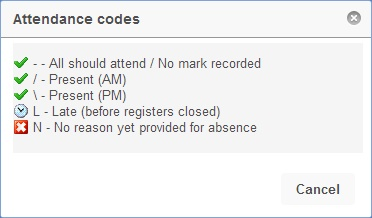 Attendance codes
- - All should attend / No mark recorded
/ - Present (AM)
\ - Present (PM)
L - Late (before registers closed)
N - No reason yet provided for absence
Cancel